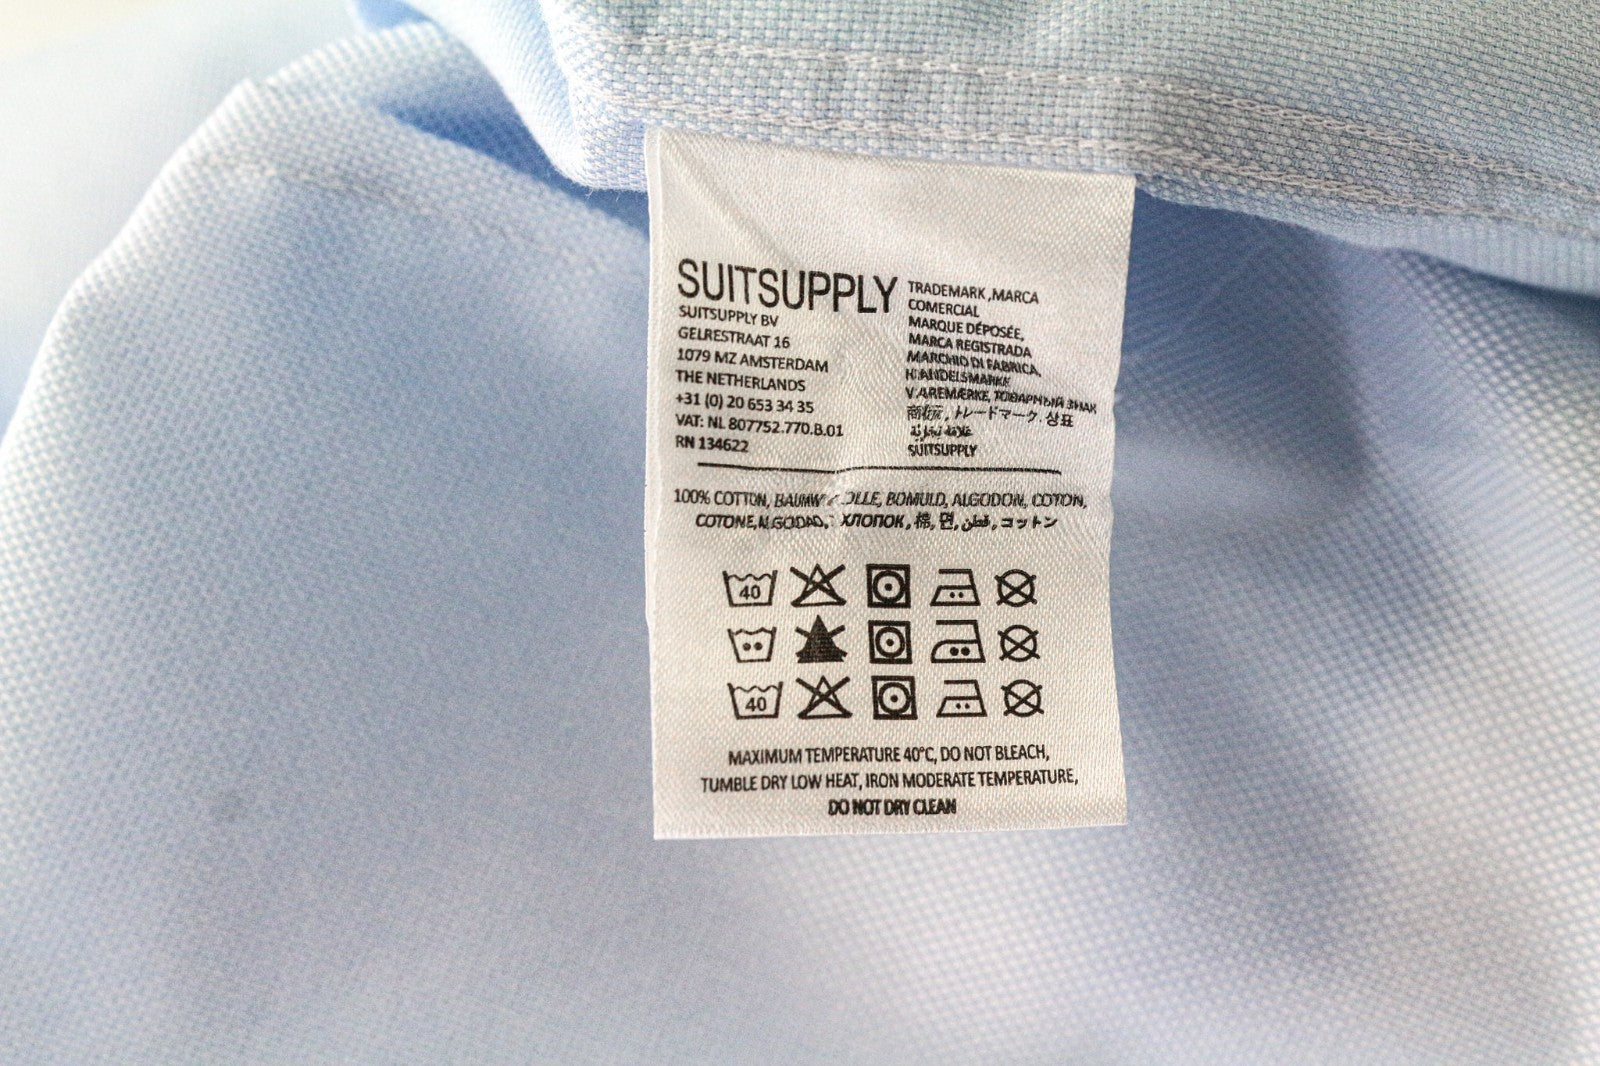 SUITSUPPLY
SUITSUPPLY BV
GELRESTRAAT 16
1079 MZ AMSTERDAM
THE NETHERLANDS
+31 (0) 20 653 34 35
VAT: NL 807752.770.B.01
RN 134622
TRADEMARK ,MARCA
COMERCIAL
MARQUE DÉPOSÉE,
MARCA REGISTRADA
MARCHIO DI FABRICA,
HANDELSMARKE
VAREMÆRKE, ТОВАРНЫЙ ЗНАК
商标, トレードマーク. 상표
SUITSUPPLY
100% COTTON, BAUMWOLLE, BOMULD, ALGODON, COTON,
COTONE, ALGODAO, ХЛОПОК, 棉, 면, قطن, コットン
40
40
MAXIMUM TEMPERATURE 40°C, DO NOT BLEACH,
TUMBLE DRY LOW HEAT, IRON MODERATE TEMPERATURE,
DO NOT DRY CLEAN